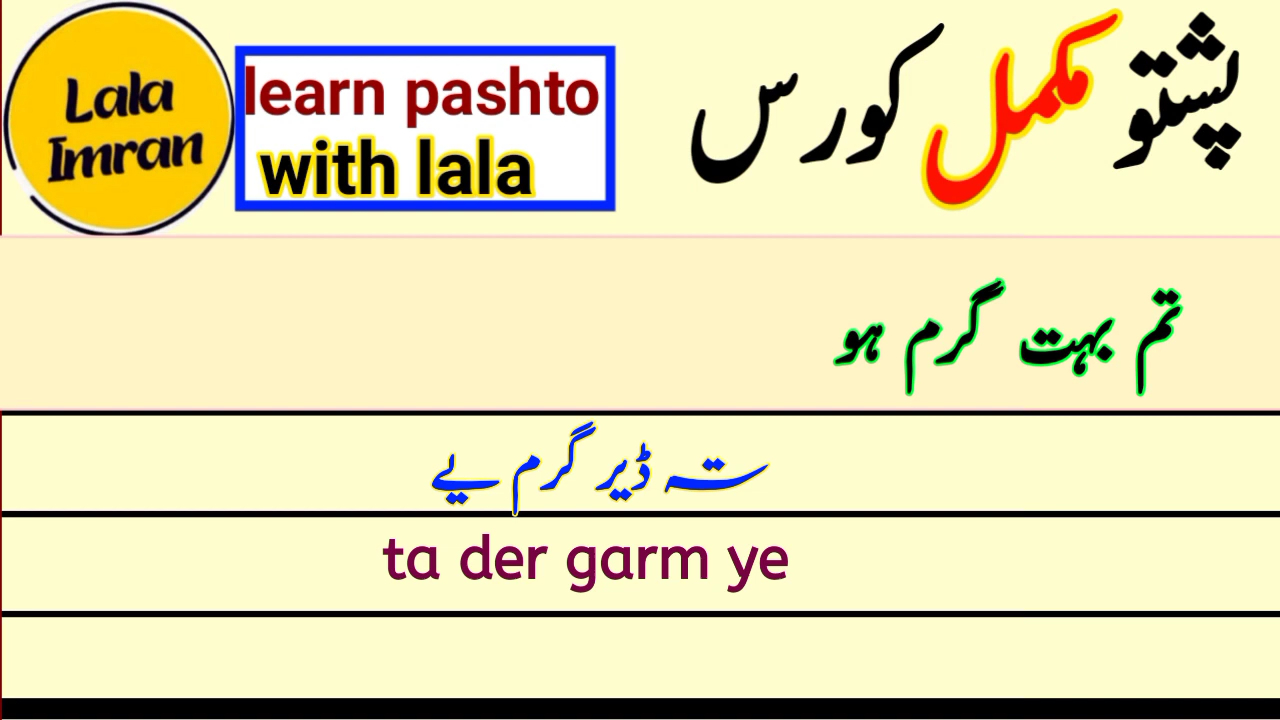 Lala
Imran
learn pashto
with lala
پشتو مکمل کورس
تم بہت گرم ہو
تہ ڈیر گرم یے
ta der garm ye